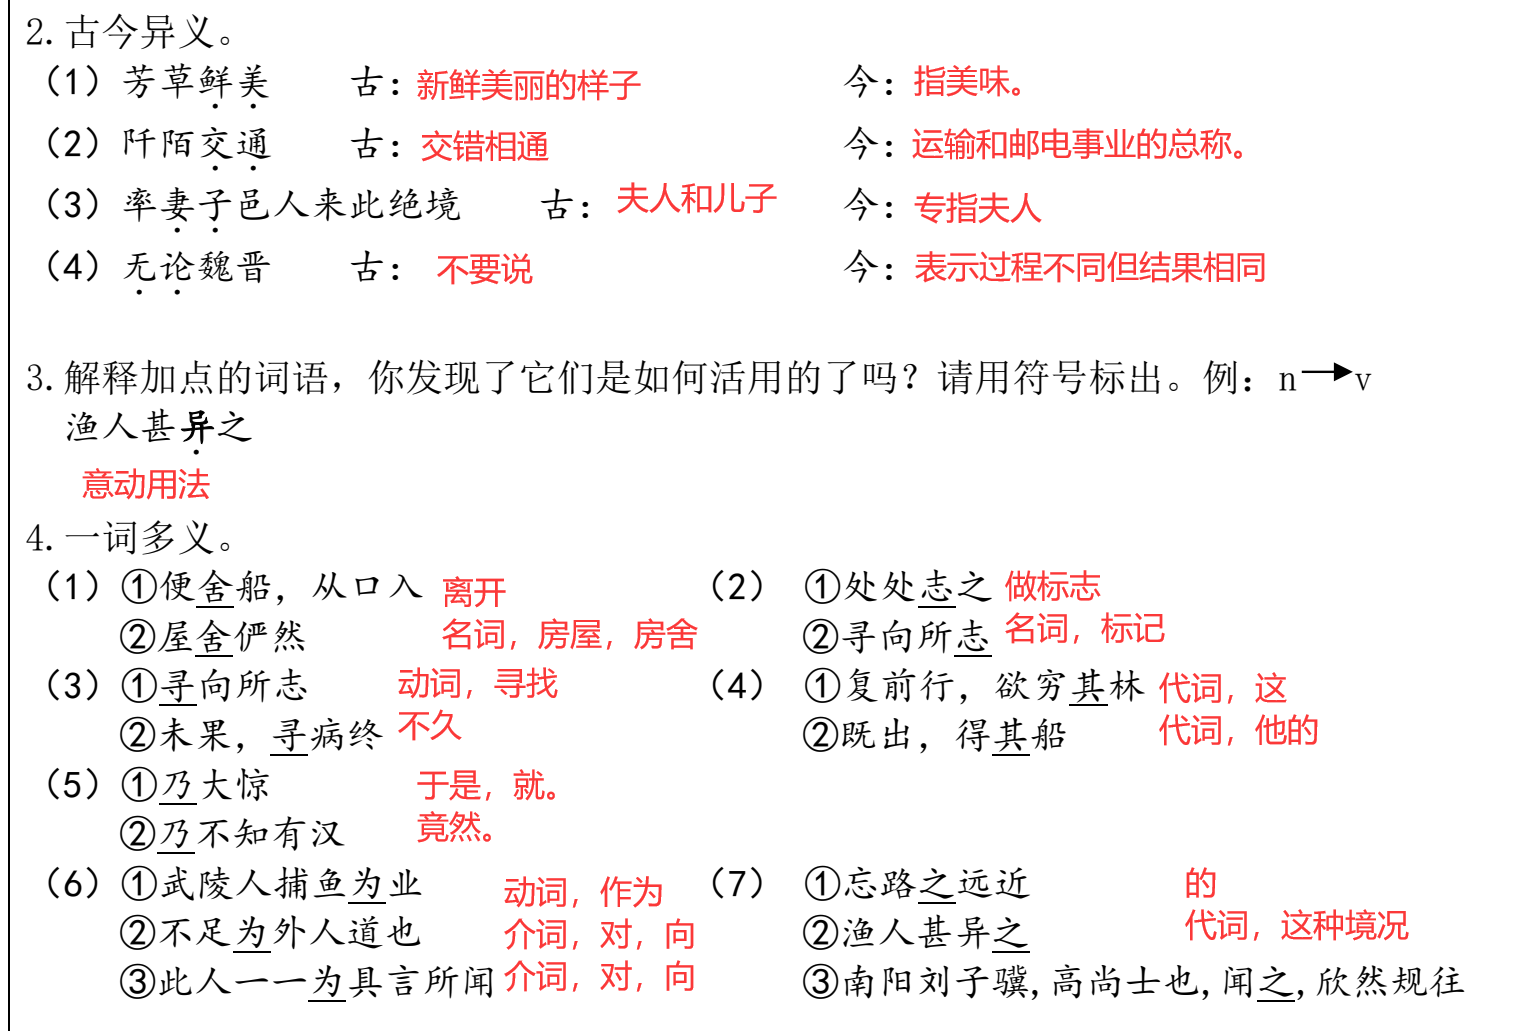 2.古今异义。
（1）芳草鲜美 古：新鲜美丽的样子 今：指美味。
（2）阡陌交通 古：交错相通 今：运输和邮电事业的总称。
（3）率妻子邑人来此绝境 古：夫人和儿子 今：专指夫人
（4）无论魏晋 古：不要说 今：表示过程不同但结果相同
3.解释加点的词语，你发现了它们是如何活用的了吗？请用符号标出。例：n→v
渔人甚异之
意动用法
4.一词多义。
（1）①便舍船，从口入 离开 （2）①处处志之 做标志
②屋舍俨然 名词，房屋，房舍 ②寻向所志 名词，标记
（3）①寻向所志 动词，寻找 （4）①复前行，欲穷其林 代词，这
②未果，寻病终 不久 ②既出，得其船 代词，他的
（5）①乃大惊 于是，就。
②乃不知有汉 竟然。
（6）①武陵人捕鱼为业 动词，作为 （7）①忘路之远近 的
②不足为外人道也 介词，对，向 ②渔人甚异之 代词，这种境况
③此人一一为具言所闻 介词，对，向 ③南阳刘子骥,高尚士也,闻之,欣然规往